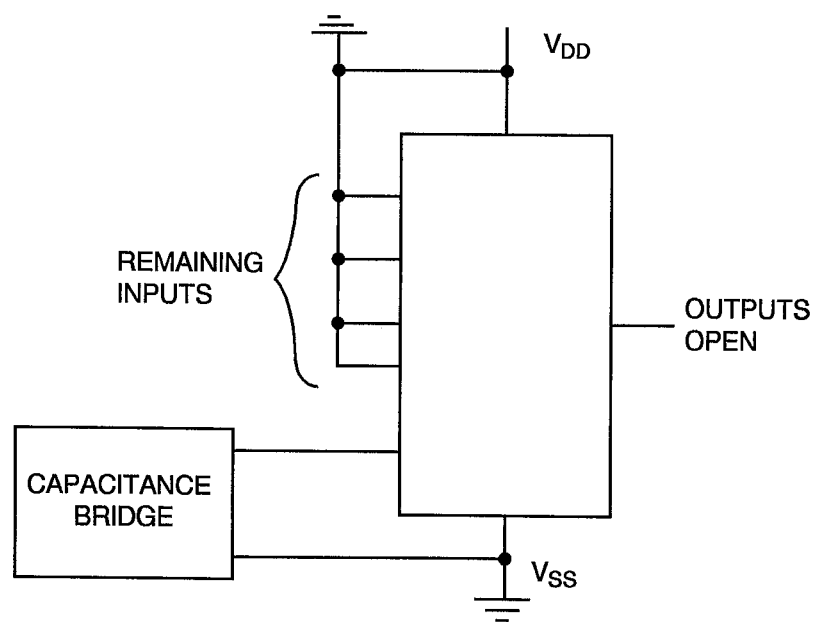 V_DD
REMAINING
INPUTS
OUTPUTS
OPEN
CAPACITANCE
BRIDGE
V_SS